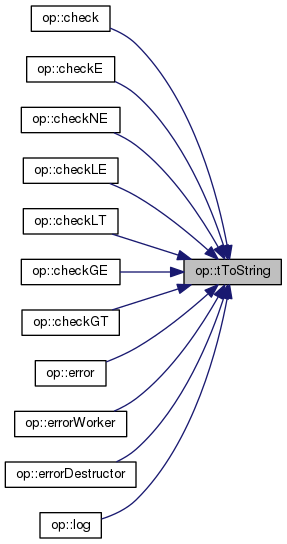 op::check
op::checkE
op::checkNE
op::checkLE
op::checkLT
op::tToString
op::checkGE
op::checkGT
op::error
op::errorWorker
op::errorDestructor
op::log